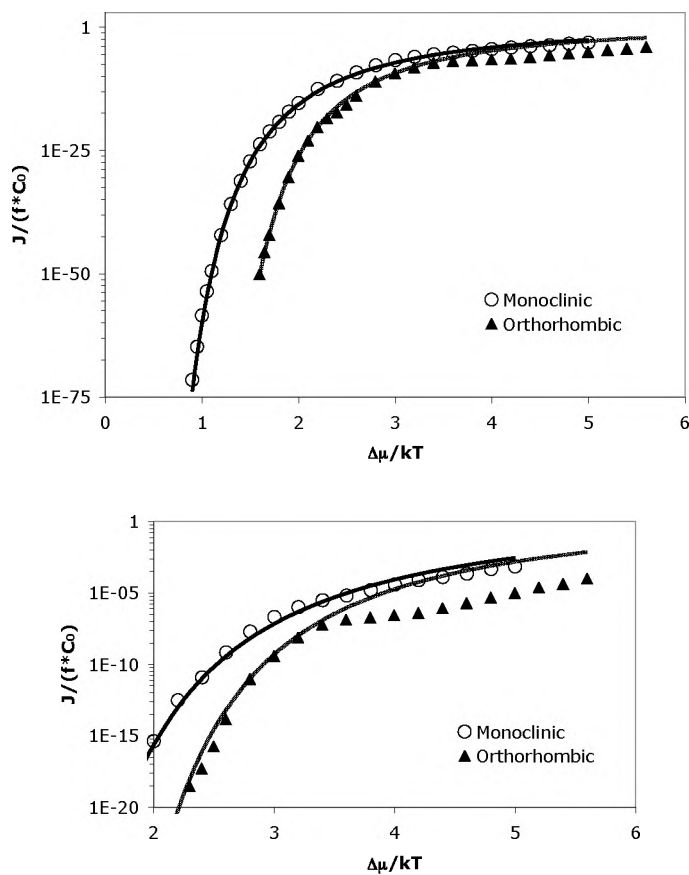 1
1E-25
1E-50
1E-75
J/(f*C₀)
0
1
2
3
4
5
6
Δμ/kT
Monoclinic
Orthorhombic
1
1E-05
1E-10
1E-15
1E-20
J/(f*C₀)
2
3
4
5
6
Δμ/kT
Monoclinic
Orthorhombic